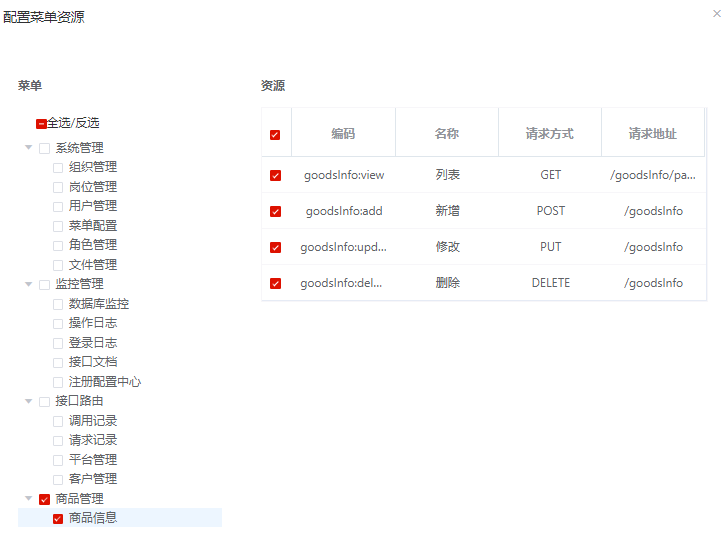 配置菜单资源
菜单
全选/反选
系统管理
组织管理
岗位管理
用户管理
菜单配置
角色管理
文件管理
监控管理
数据库监控
操作日志
登录日志
接口文档
注册配置中心
接口路由
调用记录
请求记录
平台管理
客户管理
商品管理
商品信息
资源
编码 名称 请求方式 请求地址
goodsInfo:view 列表 GET /goodsInfo/pa...
goodsInfo:add 新增 POST /goodsInfo
goodsInfo:upd... 修改 PUT /goodsInfo
goodsInfo:del... 删除 DELETE /goodsInfo